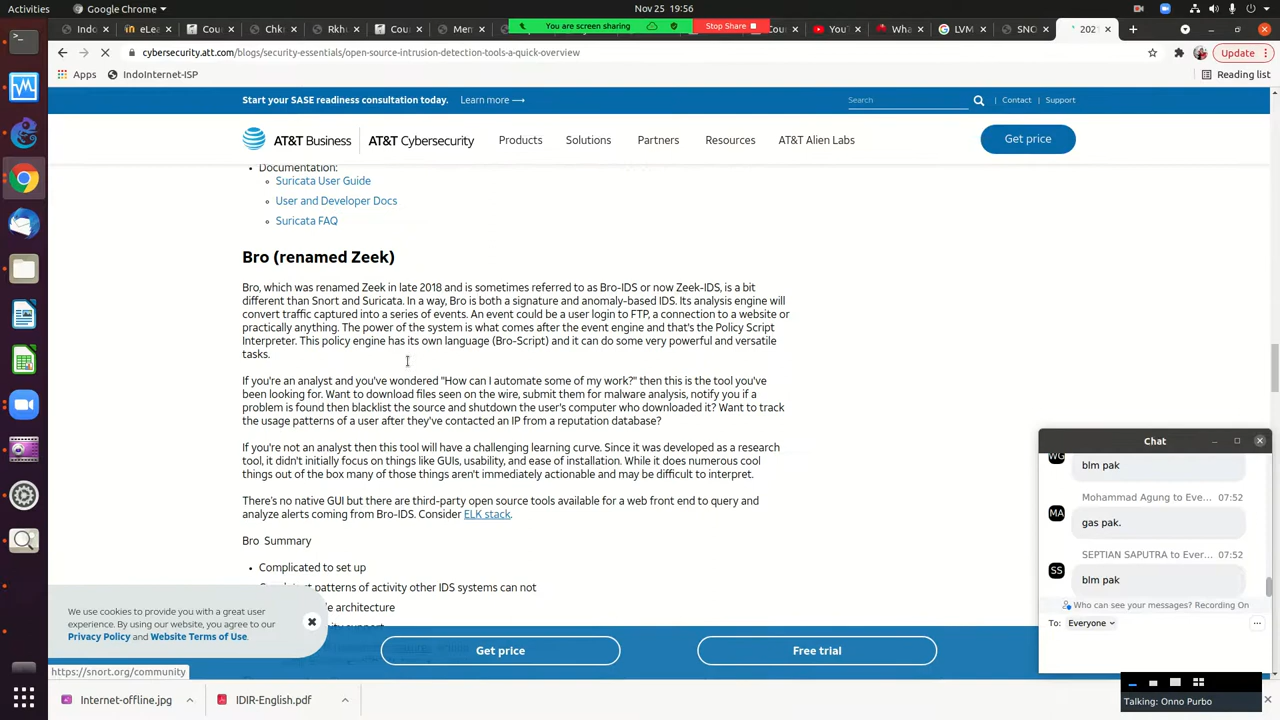 Google Chrome
Nov 25 19:56
You are screen sharing
Stop Share
Indo
eLea
Cour
Chk
Rkhu
Cou
Mem
You
Wha
LVM
SNO
202
cybersecurity.att.com/blogs/security-essentials/open-source-intrusion-detection-tools-a-quick-overview
Update
Apps
IndoInternet-ISP
Reading list
Start your SASE readiness consultation today.
Learn more
Search
Contact
Support
AT&T Business
AT&T Cybersecurity
Products
Solutions
Partners
Resources
AT&T Alien Labs
Get price
Documentation:
Suricata User Guide
User and Developer Docs
Suricata FAQ
Bro (renamed Zeek)
Bro, which was renamed Zeek in late 2018 and is sometimes referred to as Bro-IDS or now Zeek-IDS, is a bit
different than Snort and Suricata. In a way, Bro is both a signature and anomaly-based IDS. Its analysis engine will
convert traffic captured into a series of events. An event could be a user login to FTP, a connection to a website or
practically anything. The power of the system is what comes after the event engine and that's the Policy Script
Interpreter. This policy engine has its own language (Bro-Script) and it can do some very powerful and versatile
tasks.
If you're an analyst and you've wondered "How can I automate some of my work?" then this is the tool you've
been looking for. Want to download files seen on the wire, submit them for malware analysis, notify you if a
problem is found then blacklist the source and shutdown the user's computer who downloaded it? Want to track
the usage patterns of a user after they've contacted an IP from a reputation database?
If you're not an analyst then this tool will have a challenging learning curve. Since it was developed as a research
tool, it didn't initially focus on things like GUIs, usability, and ease of installation. While it does numerous cool
things out of the box many of those things aren't immediately actionable and may be difficult to interpret.
There's no native GUI but there are third-party open source tools available for a web front end to query and
analyze alerts coming from Bro-IDS. Consider ELK stack.
Bro Summary
Complicated to set up
patterns of activity other IDS systems can not
architecture
We use cookies to provide you with a great user
experience. By using our website, you agree to our
Privacy Policy and Website Terms of Use.
Get price
Free trial
https://snort.org/community
Internet-offline.jpg
IDIR-English.pdf
Chat
WG
blm pak
Mohammad Agung to Eve...
07:52
MA
gas pak.
SEPTIAN SAPUTRA to Ever...
07:52
SS
blm pak
Who can see your messages? Recording On
To: Everyone
Talking: Onno Purbo